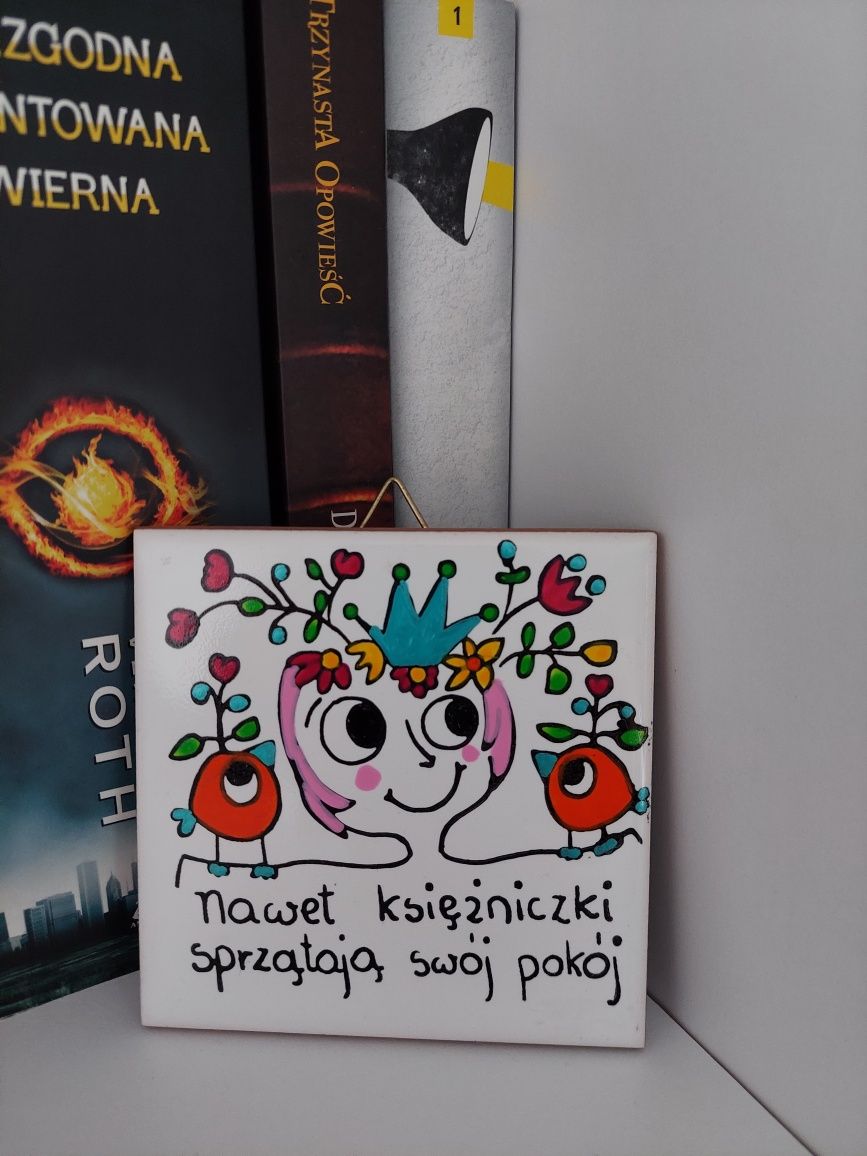 ZGODNA
NTOWANA
WIERNA
ROTH
TRZYNASTA OPOWIEŚĆ
D
1
nawet księżniczki
sprzątają swój pokój